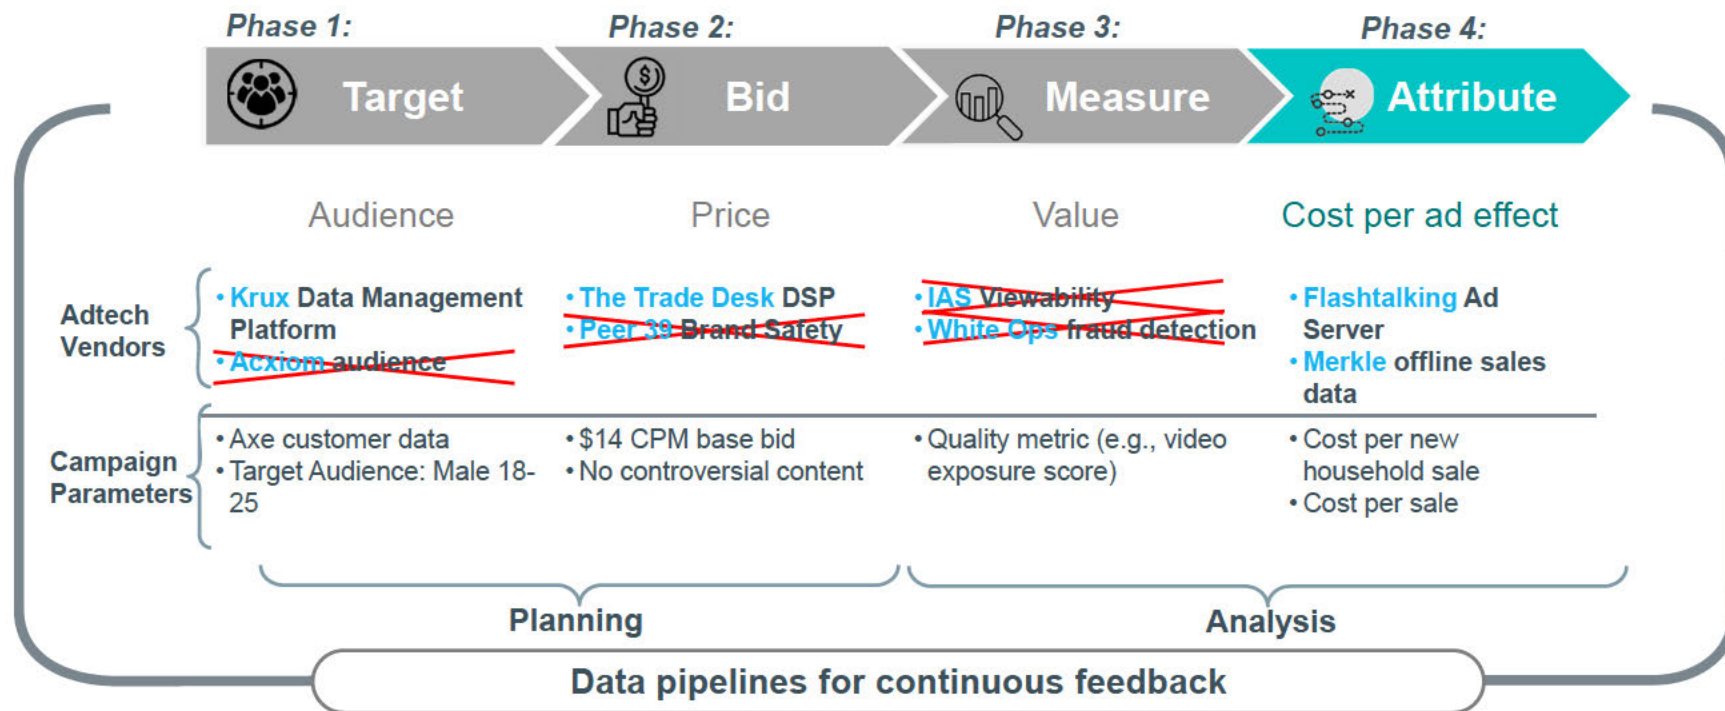 Phase 1:
Phase 2:
Phase 3:
Phase 4:
Target
$
Bid
Measure
Attribute
Audience
Price
Value
Cost per ad effect
Adtech
Vendors
• Krux Data Management
Platform
• Acxiom audience
• The Trade Desk DSP
• Peer 39 Brand Safety
• IAS Viewability
• White Ops fraud detection
• Flashtalking Ad
Server
• Merkle offline sales
data
Campaign
Parameters
• Axe customer data
• Target Audience: Male 18-
25
• $14 CPM base bid
• No controversial content
• Quality metric (e.g., video
exposure score)
• Cost per new
household sale
• Cost per sale
Planning
Analysis
Data pipelines for continuous feedback